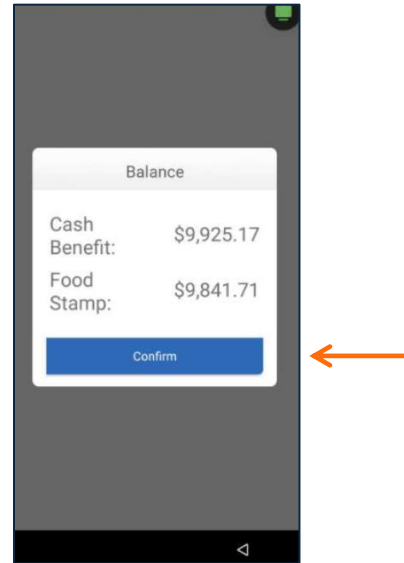 Balance
Cash
Benefit:
$9,925.17
Food
Stamp:
$9,841.71
Confirm